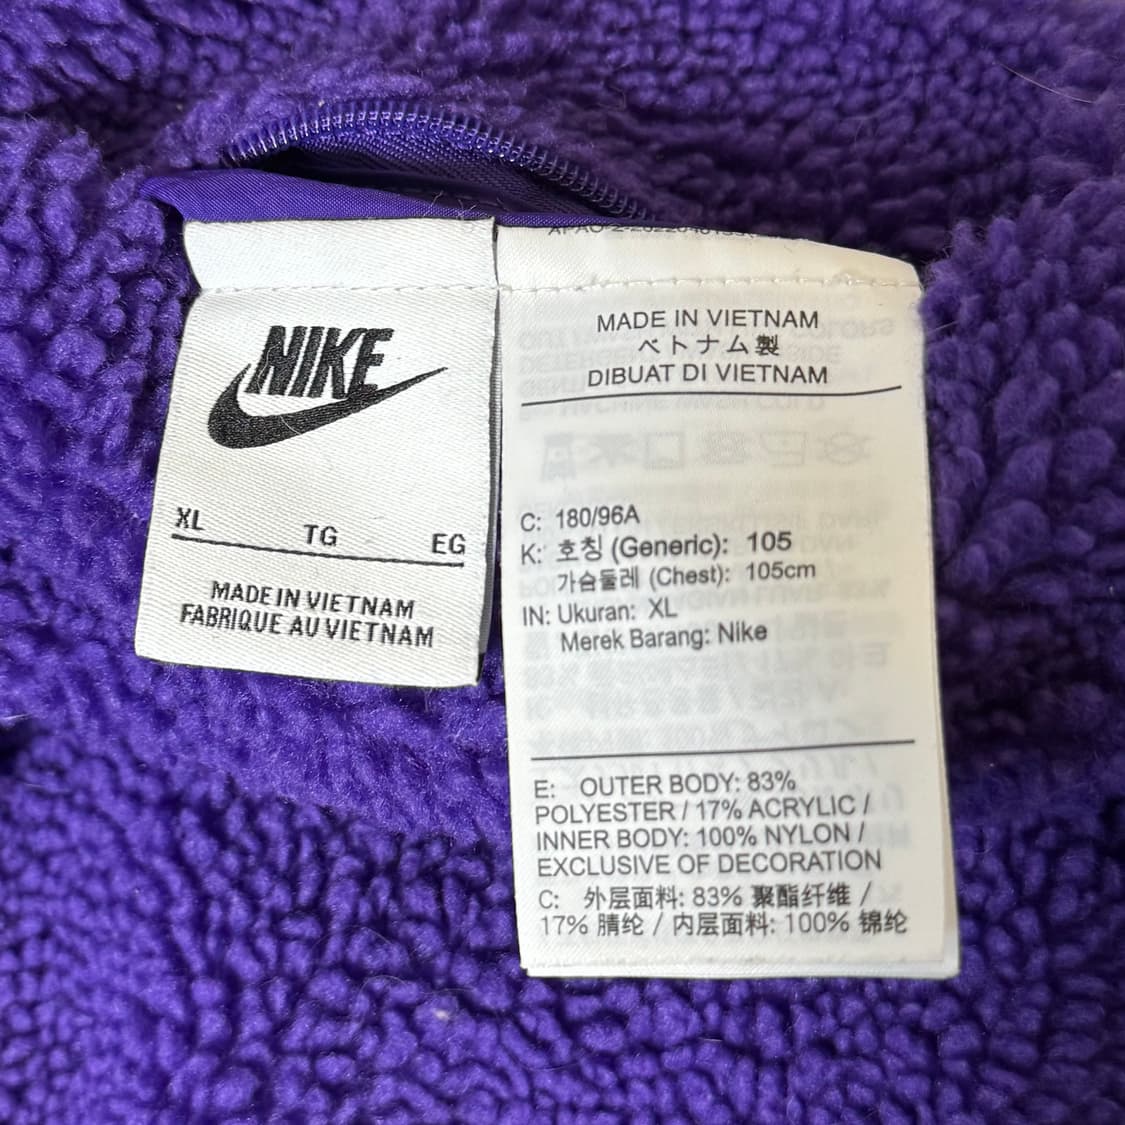 NIKE
XL TG EG
MADE IN VIETNAM
FABRIQUE AU VIETNAM
MADE IN VIETNAM
ベトナム製
DIBUAT DI VIETNAM
C: 180/96A
K: 호칭 (Generic): 105
가슴둘레 (Chest): 105cm
IN: Ukuran: XL
Merek Barang: Nike
E: OUTER BODY: 83%
POLYESTER / 17% ACRYLIC /
INNER BODY: 100% NYLON /
EXCLUSIVE OF DECORATION
C: 外层面料: 83% 聚酯纤维 /
17% 腈纶 / 内层面料: 100% 锦纶